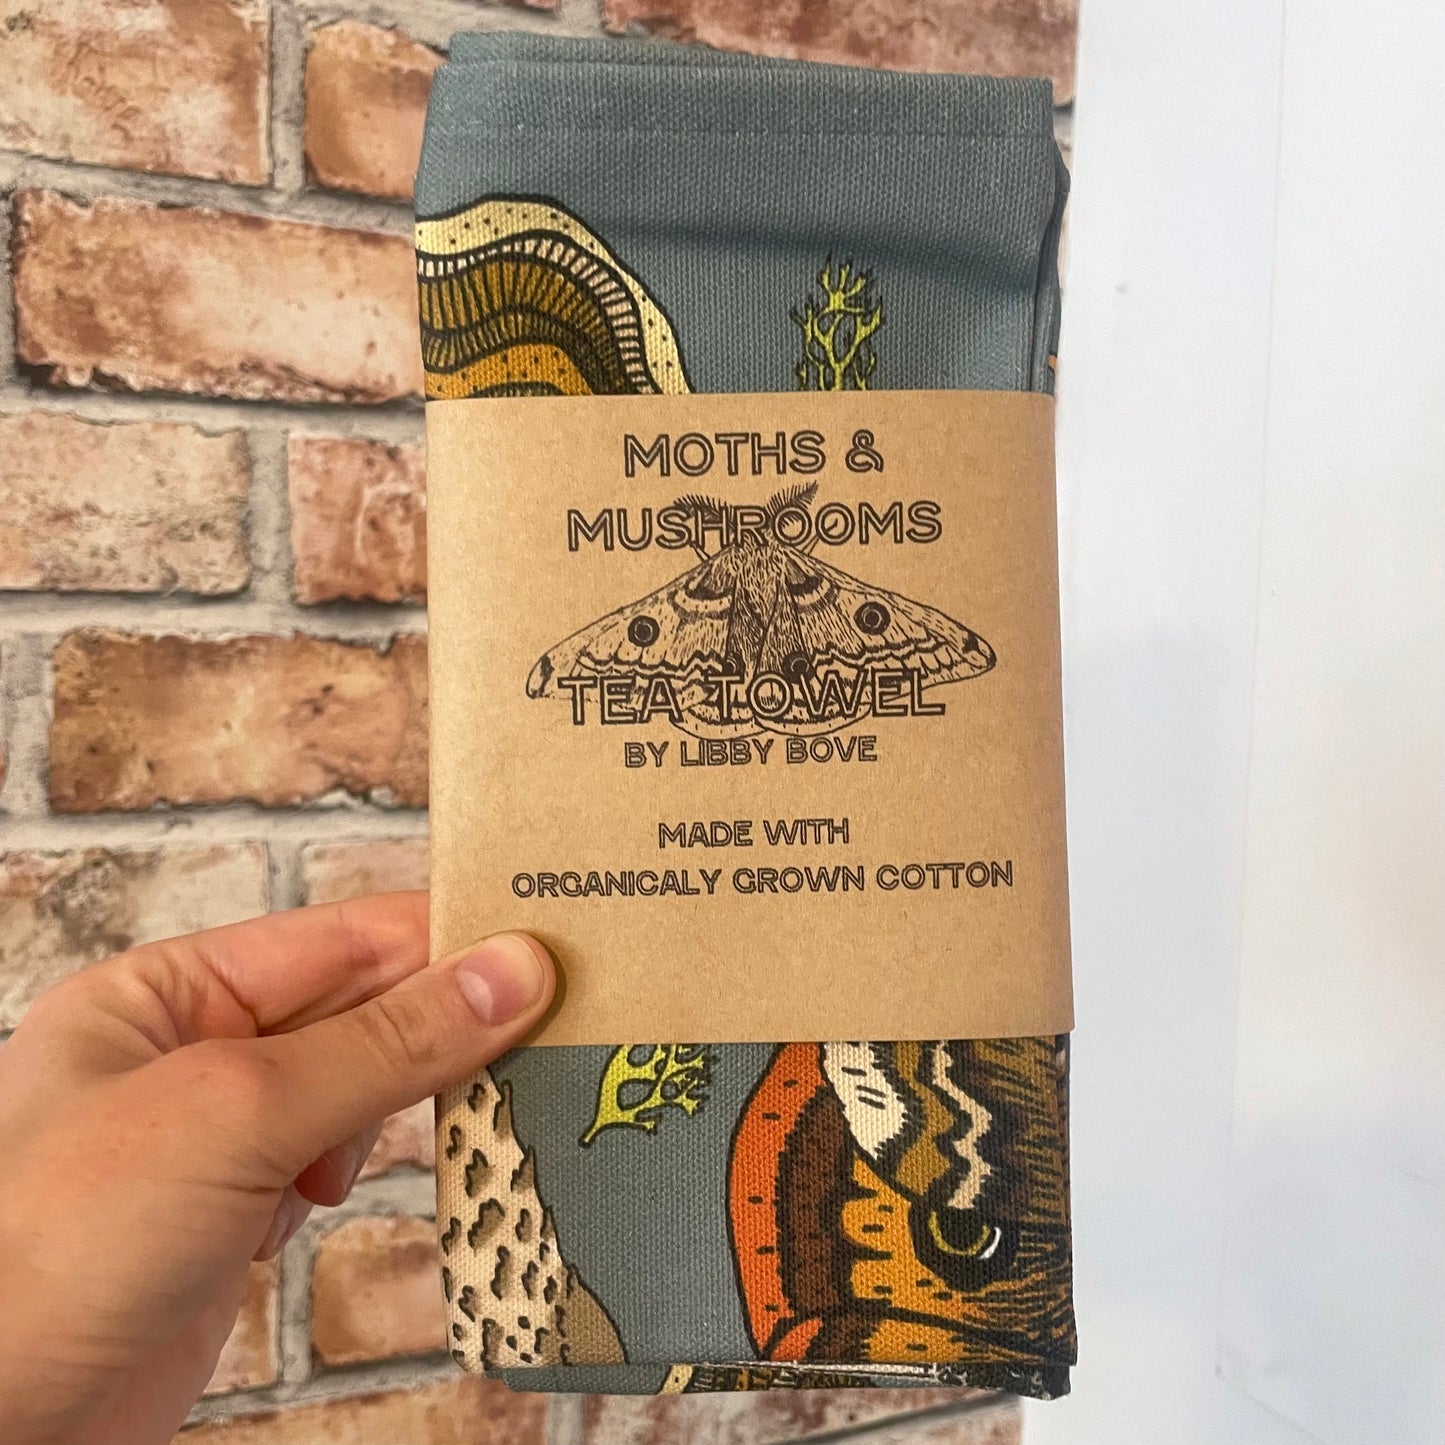 MOTHS &
MUSHROOMS
TEA TOWEL
BY LIBBY BOVE
MADE WITH
ORGANICALY GROWN COTTON